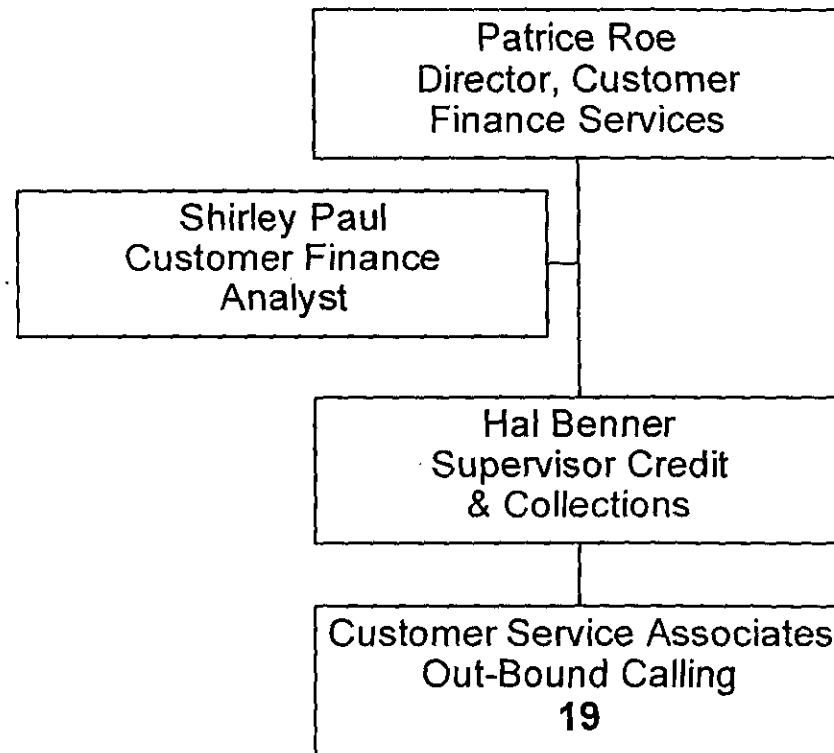 Patrice Roe
Director, Customer
Finance Services
Shirley Paul
Customer Finance
Analyst
Hal Benner
Supervisor Credit
& Collections
Customer Service Associates
Out-Bound Calling
19